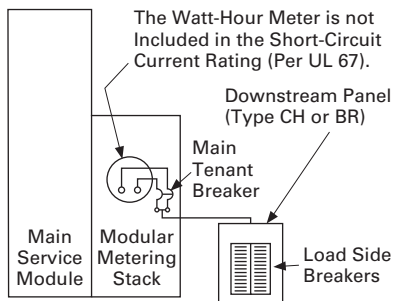 The Watt-Hour Meter is not
Included in the Short-Circuit
Current Rating (Per UL 67).
Downstream Panel
(Type CH or BR)
Main
Tenant
Breaker
Main
Service
Module
Modular
Metering
Stack
Load Side
Breakers